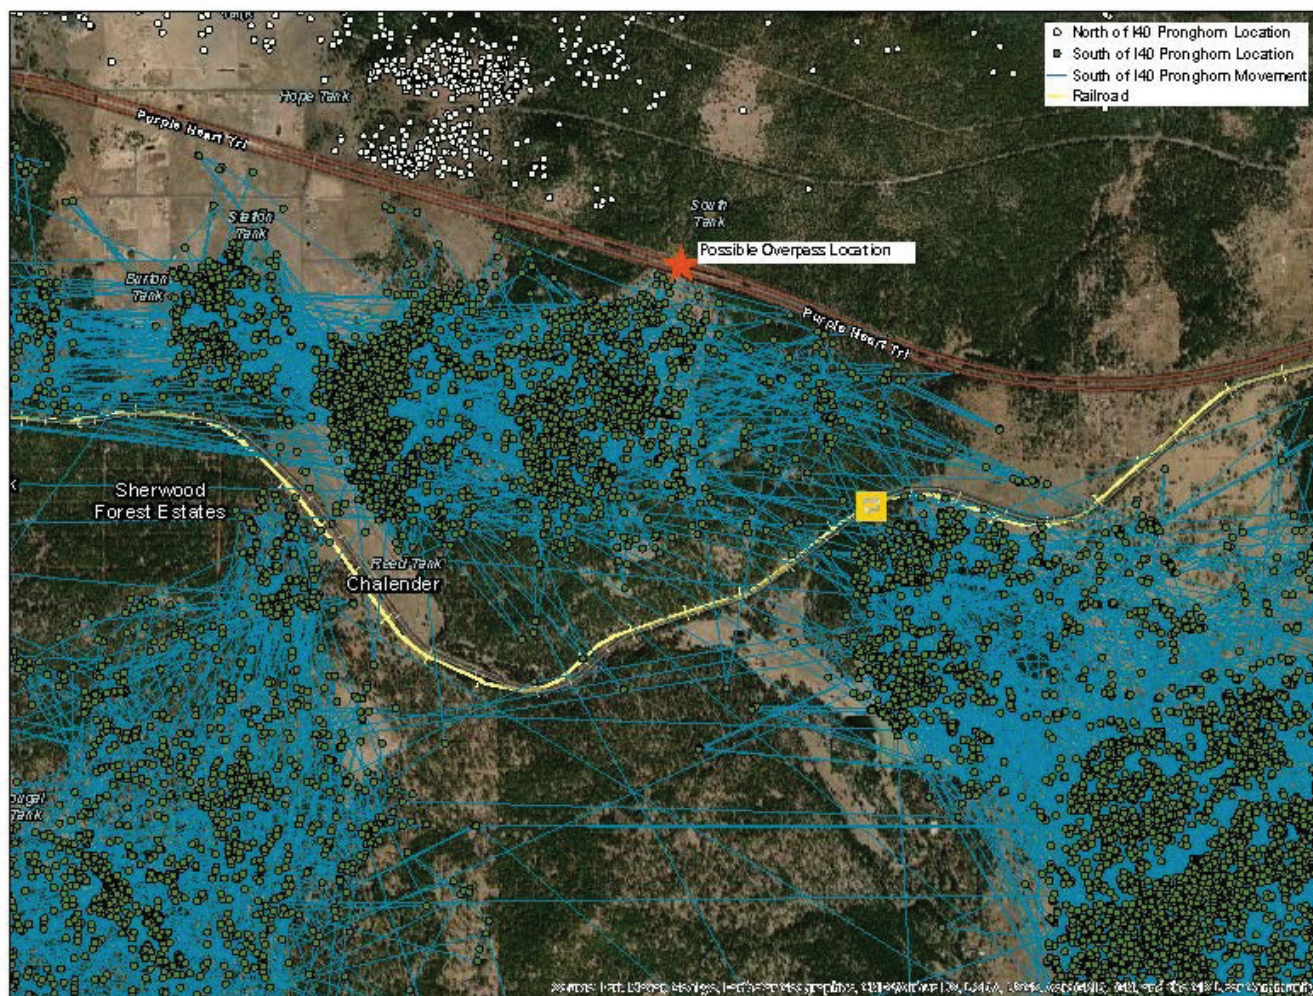 North of I40 Pronghorn Location
South of I40 Pronghorn Location
South of I40 Pronghorn Movement
Railroad
Hope Tank
Purple Heart Trl
South
Tank
Station
Tank
Possible Overpass Location
Burton
Tank
Purple Heart Trl
Sherwood
Forest Estates
Reed Tank
Chalender
ougal
Tank